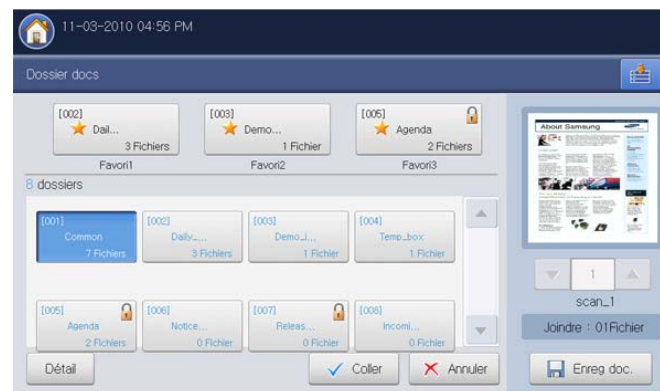 11-03-2010 04:56 PM
Dossier docs
[002]
Dail...
3 Fichiers
Favori1
[003]
Demo...
1 Fichier
Favori2
[005]
Agenda
2 Fichiers
Favori3
8 dossiers
[001]
Common
7 Fichiers
[002]
Daily_...
3 Fichiers
[003]
Demo_i...
1 Fichier
[004]
Temp_box
1 Fichier
[005]
Agenda
2 Fichiers
[006]
Notice...
0 Fichier
[007]
Releas...
0 Fichier
[008]
Incomi...
0 Fichier
Détail
Coller
Annuler
About Samsung
1
scan_1
Joindre : 01Fichier
Enreg doc.